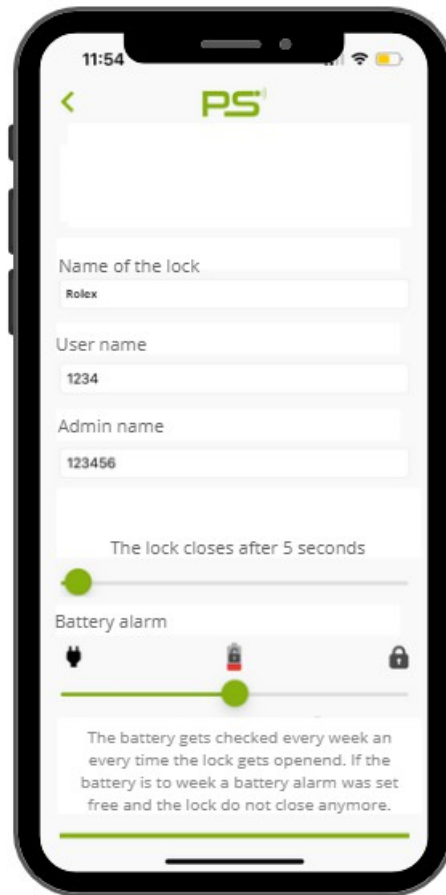 11:54
PS
Name of the lock
Rolex
User name
1234
Admin name
123456
The lock closes after 5 seconds
Battery alarm
The battery gets checked every week an
every time the lock gets openend. If the
battery is to week a battery alarm was set
free and the lock do not close anymore.